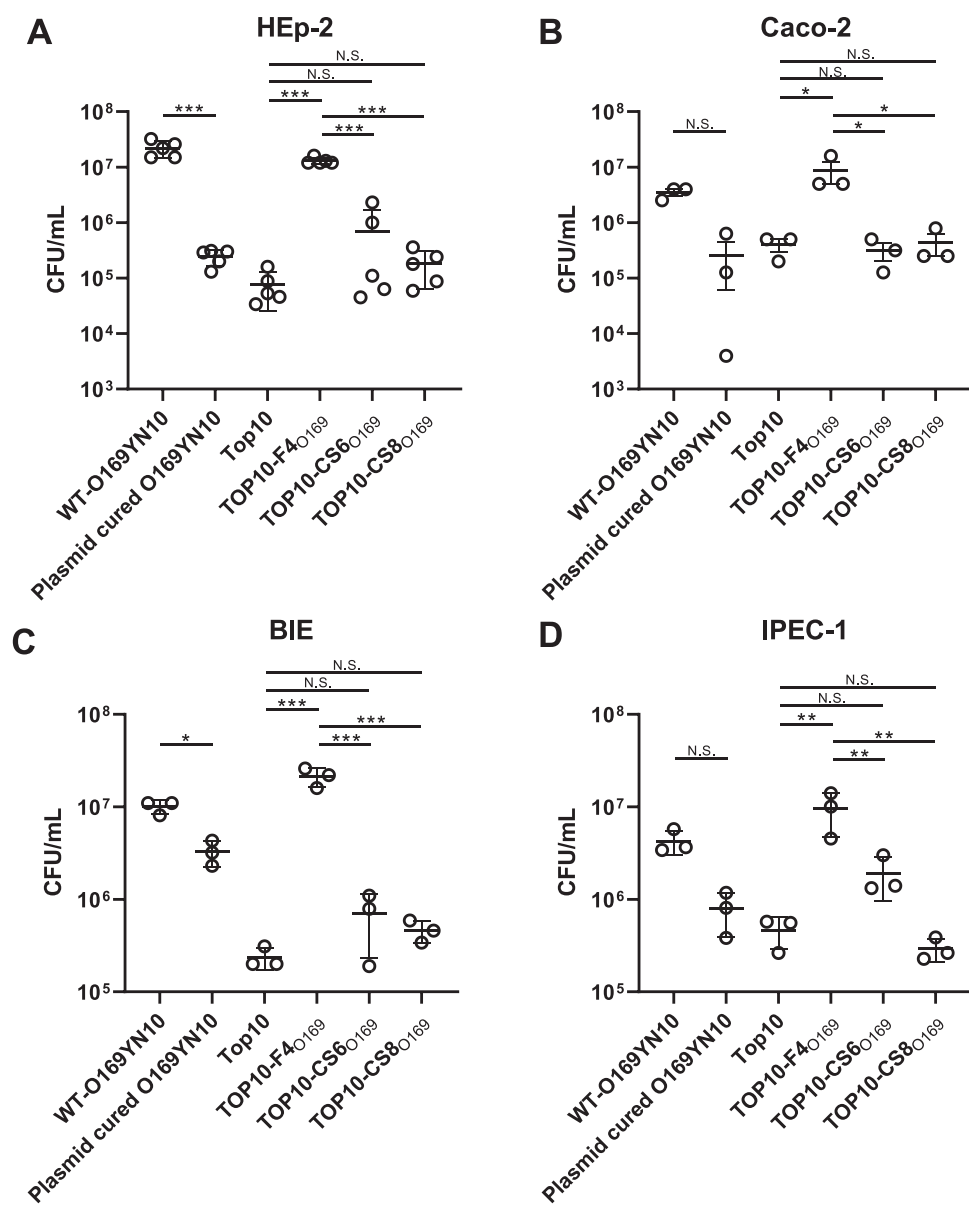 A
HEp-2
N.S.
N.S.
***
***
***
***
CFU/mL
10⁸
10⁷
10⁶
10⁵
10⁴
10³
WT-O169YN10
Plasmid cured O169YN10
Top10
TOP10-F4O169
TOP10-CS6O169
TOP10-CS8O169
B
Caco-2
N.S.
N.S.
*
*
N.S.
*
CFU/mL
10⁸
10⁷
10⁶
10⁵
10⁴
10³
WT-O169YN10
Plasmid cured O169YN10
Top10
TOP10-F4O169
TOP10-CS6O169
TOP10-CS8O169
C
BIE
N.S.
N.S.
***
***
*
***
CFU/mL
10⁸
10⁷
10⁶
10⁵
WT-O169YN10
Plasmid cured O169YN10
Top10
TOP10-F4O169
TOP10-CS6O169
TOP10-CS8O169
D
IPEC-1
N.S.
N.S.
**
**
N.S.
**
CFU/mL
10⁸
10⁷
10⁶
10⁵
WT-O169YN10
Plasmid cured O169YN10
Top10
TOP10-F4O169
TOP10-CS6O169
TOP10-CS8O169